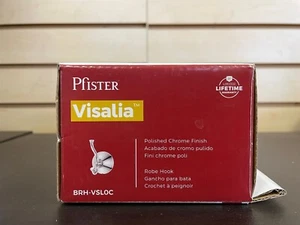 Pfister
LIFETIME
Visalia™
Polished Chrome Finish
Acabado de cromo pulido
Fini chrome poli
Robe Hook
Gancho para bata
Crochet à peignoir
BRH-VSL0C